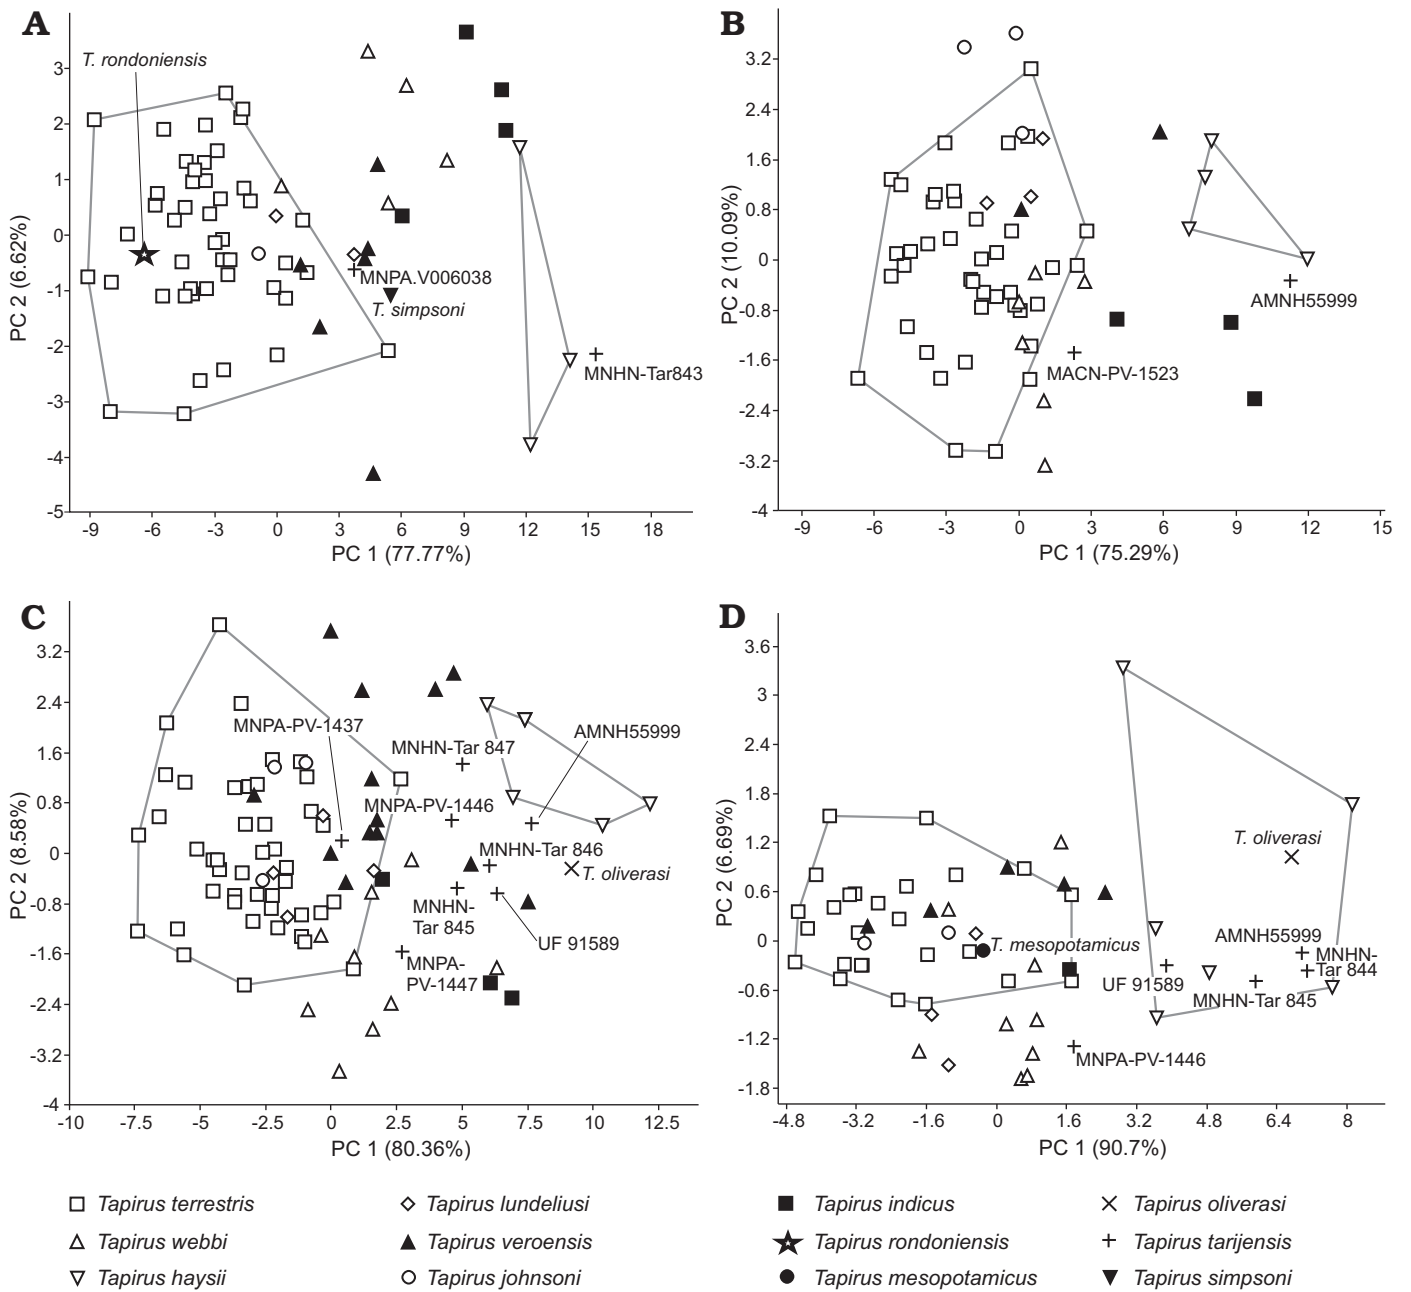 A
T. rondoniensis
MNPA.V006038
T. simpsoni
MNHN-Tar843
PC 2 (6.62%)
3
2
1
0
-1
-2
-3
-4
-5
-9 -6 -3 0 3 6 9 12 15 18
PC 1 (77.77%)
B
AMNH55999
MACN-PV-1523
PC 2 (10.09%)
3.2
2.4
1.6
0.8
0
-0.8
-1.6
-2.4
-3.2
-4
-9 -6 -3 0 3 6 9 12 15
PC 1 (75.29%)
C
MNPA-PV-1437
AMNH55999
MNHN-Tar 847
MNPA-PV-1446
MNHN-Tar 846
T. oliverasi
MNHN-
Tar 845
UF 91589
MNPA-
PV-1447
PC 2 (8.58%)
3.2
2.4
1.6
0.8
0
-0.8
-1.6
-2.4
-3.2
-4
-10 -7.5 -5 -2.5 0 2.5 5 7.5 10 12.5
PC 1 (80.36%)
D
T. oliverasi
T. mesopotamicus
AMNH55999
MNHN-
Tar 844
UF 91589
MNHN-Tar 845
MNPA-PV-1446
PC 2 (6.69%)
3.6
3
2.4
1.8
1.2
0.6
0
-0.6
-1.2
-1.8
-4.8 -3.2 -1.6 0 1.6 3.2 4.8 6.4 8
PC 1 (90.7%)
Tapirus terrestris
Tapirus webbi
Tapirus haysii
Tapirus lundeliusi
Tapirus veroensis
Tapirus johnsoni
Tapirus indicus
Tapirus rondoniensis
Tapirus mesopotamicus
Tapirus oliverasi
Tapirus tarijensis
Tapirus simpsoni